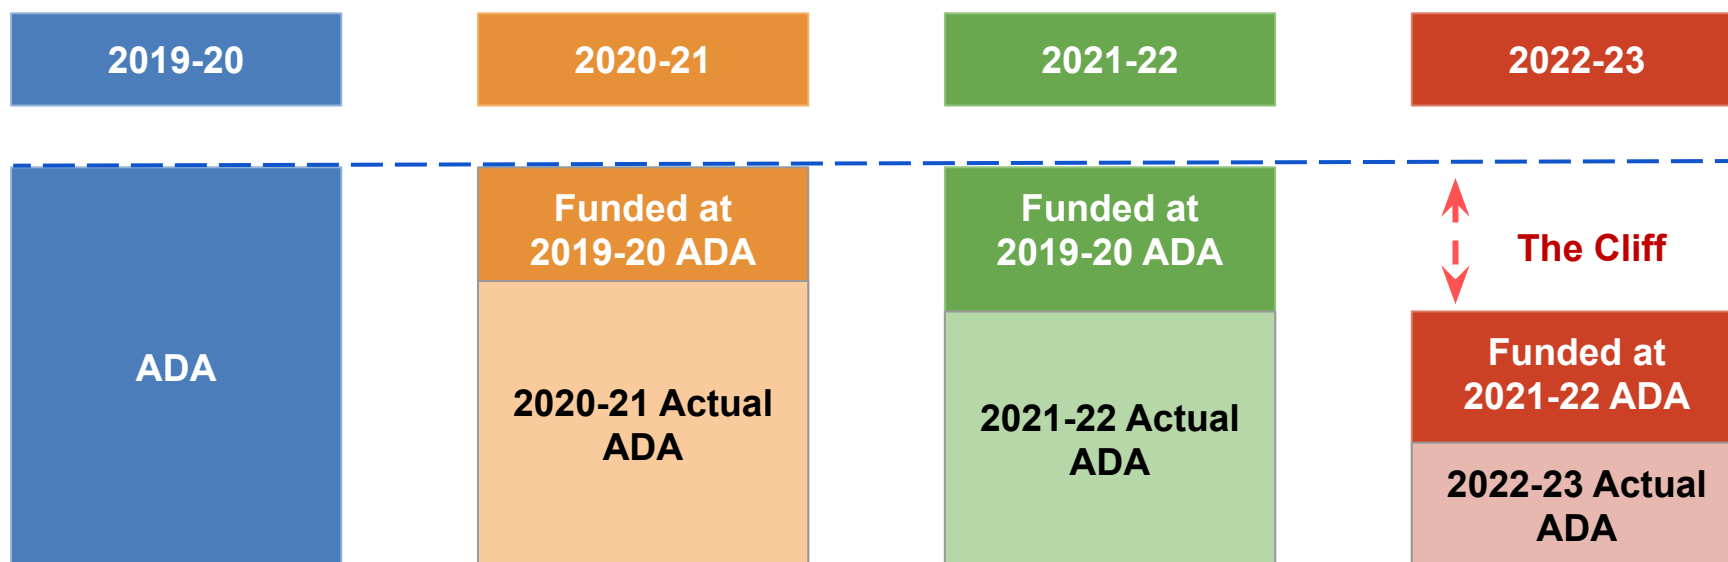 2019-20
2020-21
2021-22
2022-23
ADA
Funded at
2019-20 ADA
2020-21 Actual
ADA
Funded at
2019-20 ADA
2021-22 Actual
ADA
The Cliff
Funded at
2021-22 ADA
2022-23 Actual
ADA